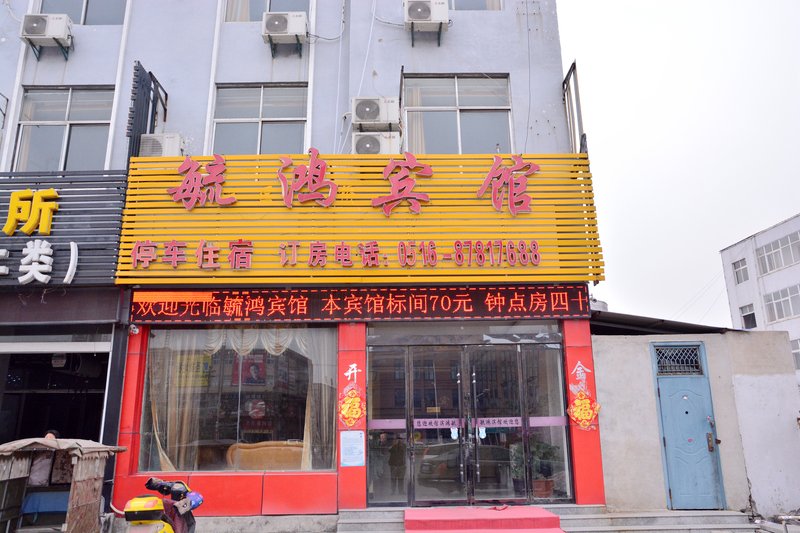 毓鸿宾馆
停车住宿 订房电话:0516-87817688
欢迎光临毓鸿宾馆 本宾馆标间70元 钟点房四十
所
类)
开
福
金
福